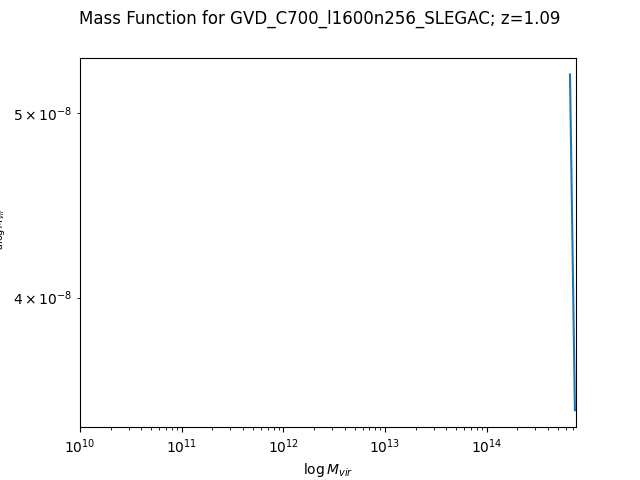 Mass Function for GVD_C700_l1600n256_SLEGAC; z=1.09
5 × 10⁻⁸
4 × 10⁻⁸
10¹⁰ 10¹¹ 10¹² 10¹³ 10¹⁴
log M_vir